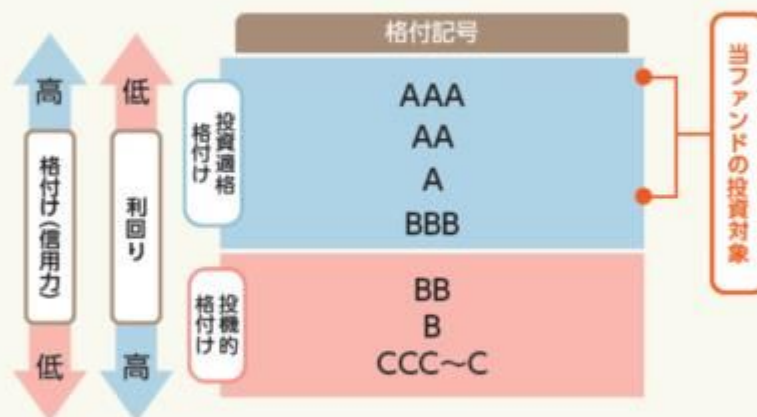 格付記号
高
低
格付け(信用力)
利回り
低
高
投資適格
格付け
AAA
AA
A
BBB
投機的
格付け
BB
B
CCC～C
当ファンドの投資対象